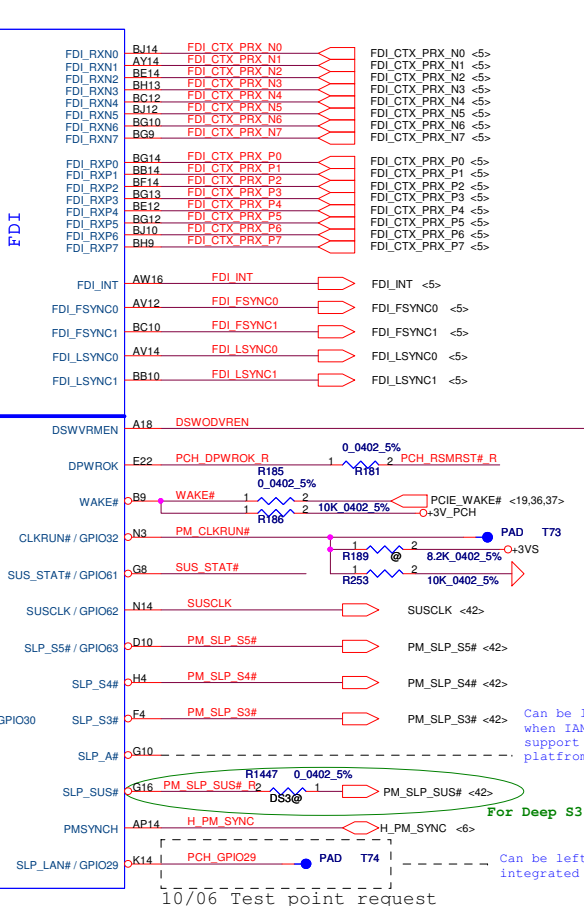 FDI
FDI_RXN0 BJ14 FDI_CTX_PRX_N0 FDI_CTX_PRX_N0 <5>
FDI_RXN1 AY14 FDI_CTX_PRX_N1 FDI_CTX_PRX_N1 <5>
FDI_RXN2 BE14 FDI_CTX_PRX_N2 FDI_CTX_PRX_N2 <5>
FDI_RXN3 BH13 FDI_CTX_PRX_N3 FDI_CTX_PRX_N3 <5>
FDI_RXN4 BC12 FDI_CTX_PRX_N4 FDI_CTX_PRX_N4 <5>
FDI_RXN5 BJ12 FDI_CTX_PRX_N5 FDI_CTX_PRX_N5 <5>
FDI_RXN6 BG10 FDI_CTX_PRX_N6 FDI_CTX_PRX_N6 <5>
FDI_RXN7 BG9 FDI_CTX_PRX_N7 FDI_CTX_PRX_N7 <5>
FDI_RXP0 BG14 FDI_CTX_PRX_P0 FDI_CTX_PRX_P0 <5>
FDI_RXP1 BB14 FDI_CTX_PRX_P1 FDI_CTX_PRX_P1 <5>
FDI_RXP2 BF14 FDI_CTX_PRX_P2 FDI_CTX_PRX_P2 <5>
FDI_RXP3 BG13 FDI_CTX_PRX_P3 FDI_CTX_PRX_P3 <5>
FDI_RXP4 BE12 FDI_CTX_PRX_P4 FDI_CTX_PRX_P4 <5>
FDI_RXP5 BG12 FDI_CTX_PRX_P5 FDI_CTX_PRX_P5 <5>
FDI_RXP6 BJ10 FDI_CTX_PRX_P6 FDI_CTX_PRX_P6 <5>
FDI_RXP7 BH9 FDI_CTX_PRX_P7 FDI_CTX_PRX_P7 <5>
FDI_INT AW16 FDI_INT FDI_INT <5>
FDI_FSYNC0 AV12 FDI_FSYNC0 FDI_FSYNC0 <5>
FDI_FSYNC1 BC10 FDI_FSYNC1 FDI_FSYNC1 <5>
FDI_LSYNC0 AV14 FDI_LSYNC0 FDI_LSYNC0 <5>
FDI_LSYNC1 BB10 FDI_LSYNC1 FDI_LSYNC1 <5>
DSWVRMEN A18 DSWODVREN
0_0402_5%
DPWROK E22 PCH_DPWROK_R 1 2 PCH_RSMRST#_R
R185 R181
0_0402_5%
WAKE# B9 WAKE# 1 2 PCIE_WAKE# <19,36,37>
R186 1 2 10K_0402_5% +3V_PCH
CLKRUN# / GPIO32 N3 PM_CLKRUN# PAD T73
1 2 +3VS
R189 @ 8.2K_0402_5%
SUS_STAT# / GPIO61 G8 SUS_STAT# 1 2
R253 10K_0402_5%
SUSCLK / GPIO62 N14 SUSCLK SUSCLK <42>
SLP_S5# / GPIO63 D10 PM_SLP_S5# PM_SLP_S5# <42>
SLP_S4# H4 PM_SLP_S4# PM_SLP_S4# <42>
GPIO30 SLP_S3# F4 PM_SLP_S3# PM_SLP_S3# <42>
when IAN
support
platfrom
SLP_A# G10
R1447 0_0402_5%
SLP_SUS# G16 PM_SLP_SUS#_R 2 1 PM_SLP_SUS# <42>
DS3@
For Deep S3
PMSYNCH AP14 H_PM_SYNC H_PM_SYNC <6>
SLP_LAN# / GPIO29 K14 PCH_GPIO29 PAD T74
Can be left
integrated
10/06 Test point request